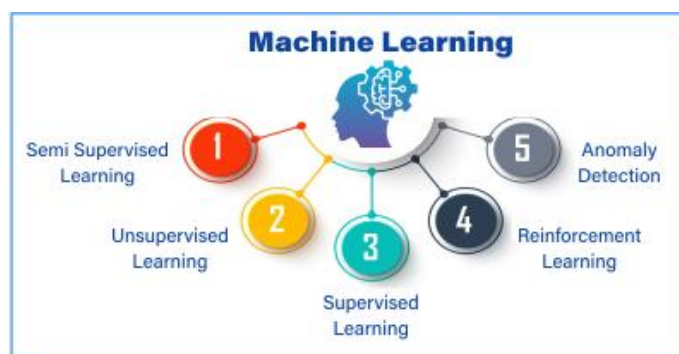 Machine Learning
1
Semi Supervised
Learning
2
Unsupervised
Learning
3
Supervised
Learning
4
Reinforcement
Learning
5
Anomaly
Detection